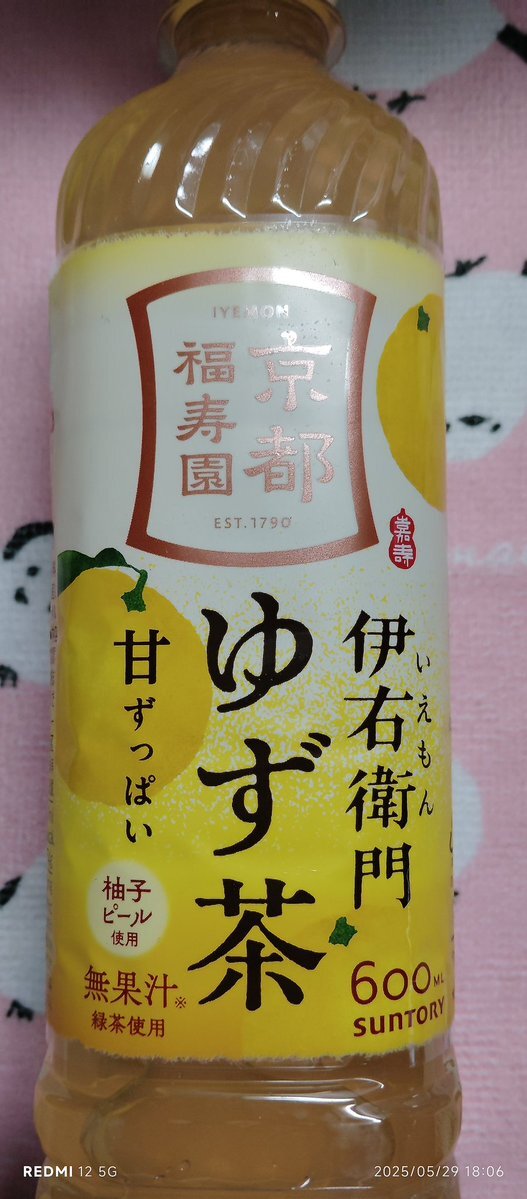 IYEMON
京都
福寿園
EST.1790
嘉壽
伊右衛門
いえもん
ゆず茶
甘ずっぱい
柚子
ピール
使用
無果汁※
緑茶使用
600ML
SUNTORY
REDMI 12 5G
2025/05/29 18:06